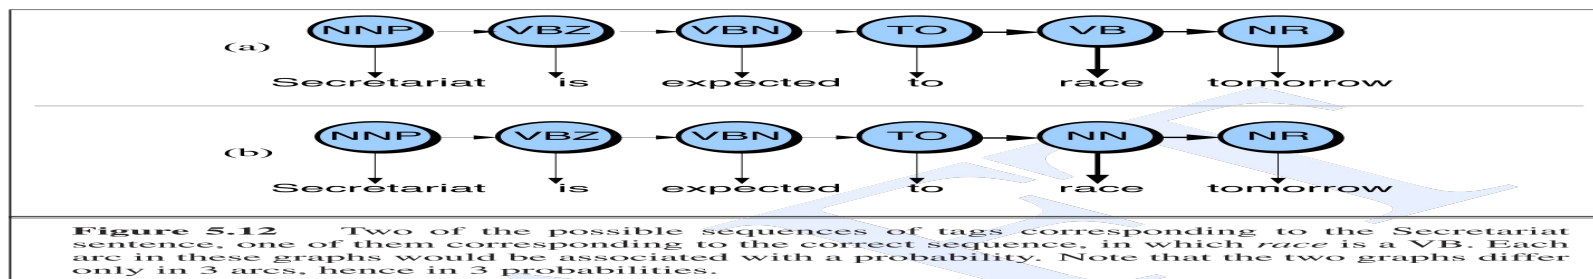 NNP VBZ VBN TO VB NR
(a)
Secretariat is expected to race tomorrow
NNP VBZ VBN TO NN NR
(b)
Secretariat is expected to race tomorrow
Figure 5.12 Two of the possible sequences of tags corresponding to the Secretariat
sentence, one of them corresponding to the correct sequence, in which race is a VB. Each
arc in these graphs would be associated with a probability. Note that the two graphs differ
only in 3 arcs, hence in 3 probabilities.